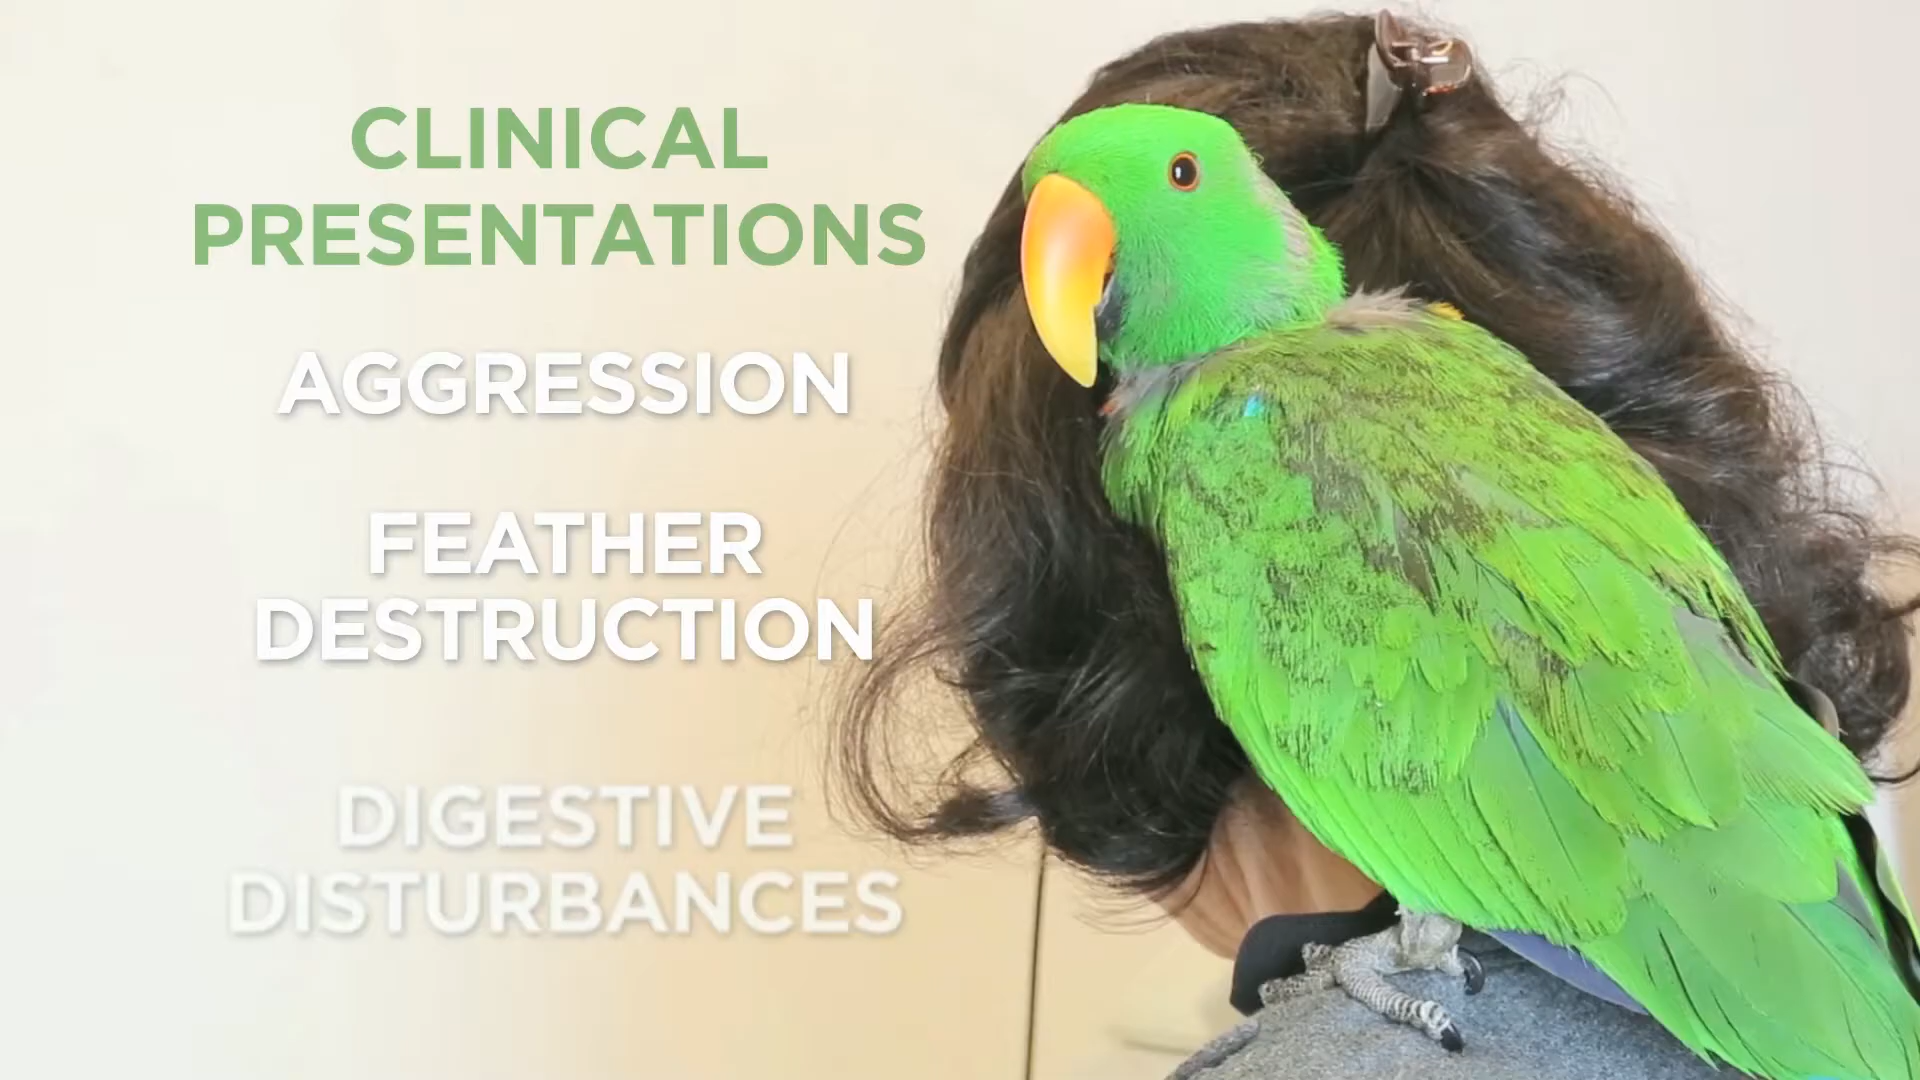 CLINICAL
PRESENTATIONS
AGGRESSION
FEATHER
DESTRUCTION
DIGESTIVE
DISTURBANCES